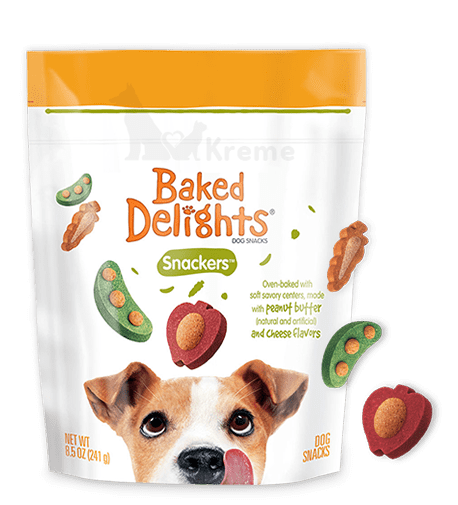 Kreme
Baked
Delights®
DOG SNACKS
Snackers™
Oven-baked with
soft savory centers, made
with peanut butter
(natural and artificial)
and cheese flavors
NET WT
8.5 OZ (241 g)
DOG
SNACKS